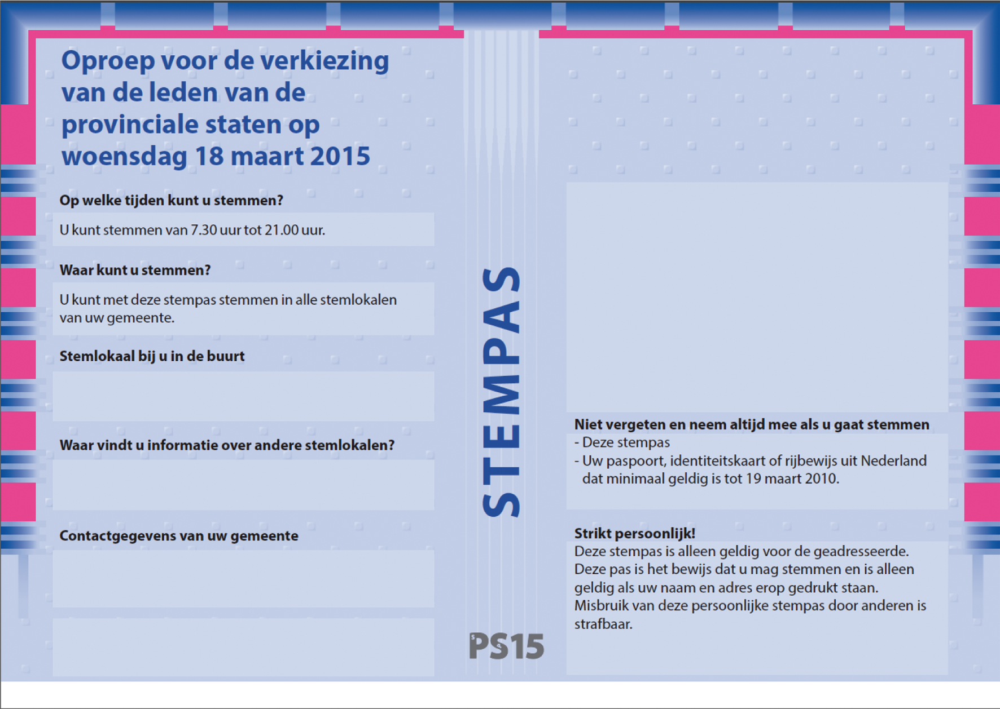 Oproep voor de verkiezing
van de leden van de
provinciale staten op
woensdag 18 maart 2015
Op welke tijden kunt u stemmen?
U kunt stemmen van 7.30 uur tot 21.00 uur.
Waar kunt u stemmen?
U kunt met deze stempas stemmen in alle stemlokalen
van uw gemeente.
Stemlokaal bij u in de buurt
Waar vindt u informatie over andere stemlokalen?
Contactgegevens van uw gemeente
STEMPAS
PS15
Niet vergeten en neem altijd mee als u gaat stemmen
- Deze stempas
- Uw paspoort, identiteitskaart of rijbewijs uit Nederland
dat minimaal geldig is tot 19 maart 2010.
Strikt persoonlijk!
Deze stempas is alleen geldig voor de geadresseerde.
Deze pas is het bewijs dat u mag stemmen en is alleen
geldig als uw naam en adres erop gedrukt staan.
Misbruik van deze persoonlijke stempas door anderen is
strafbaar.